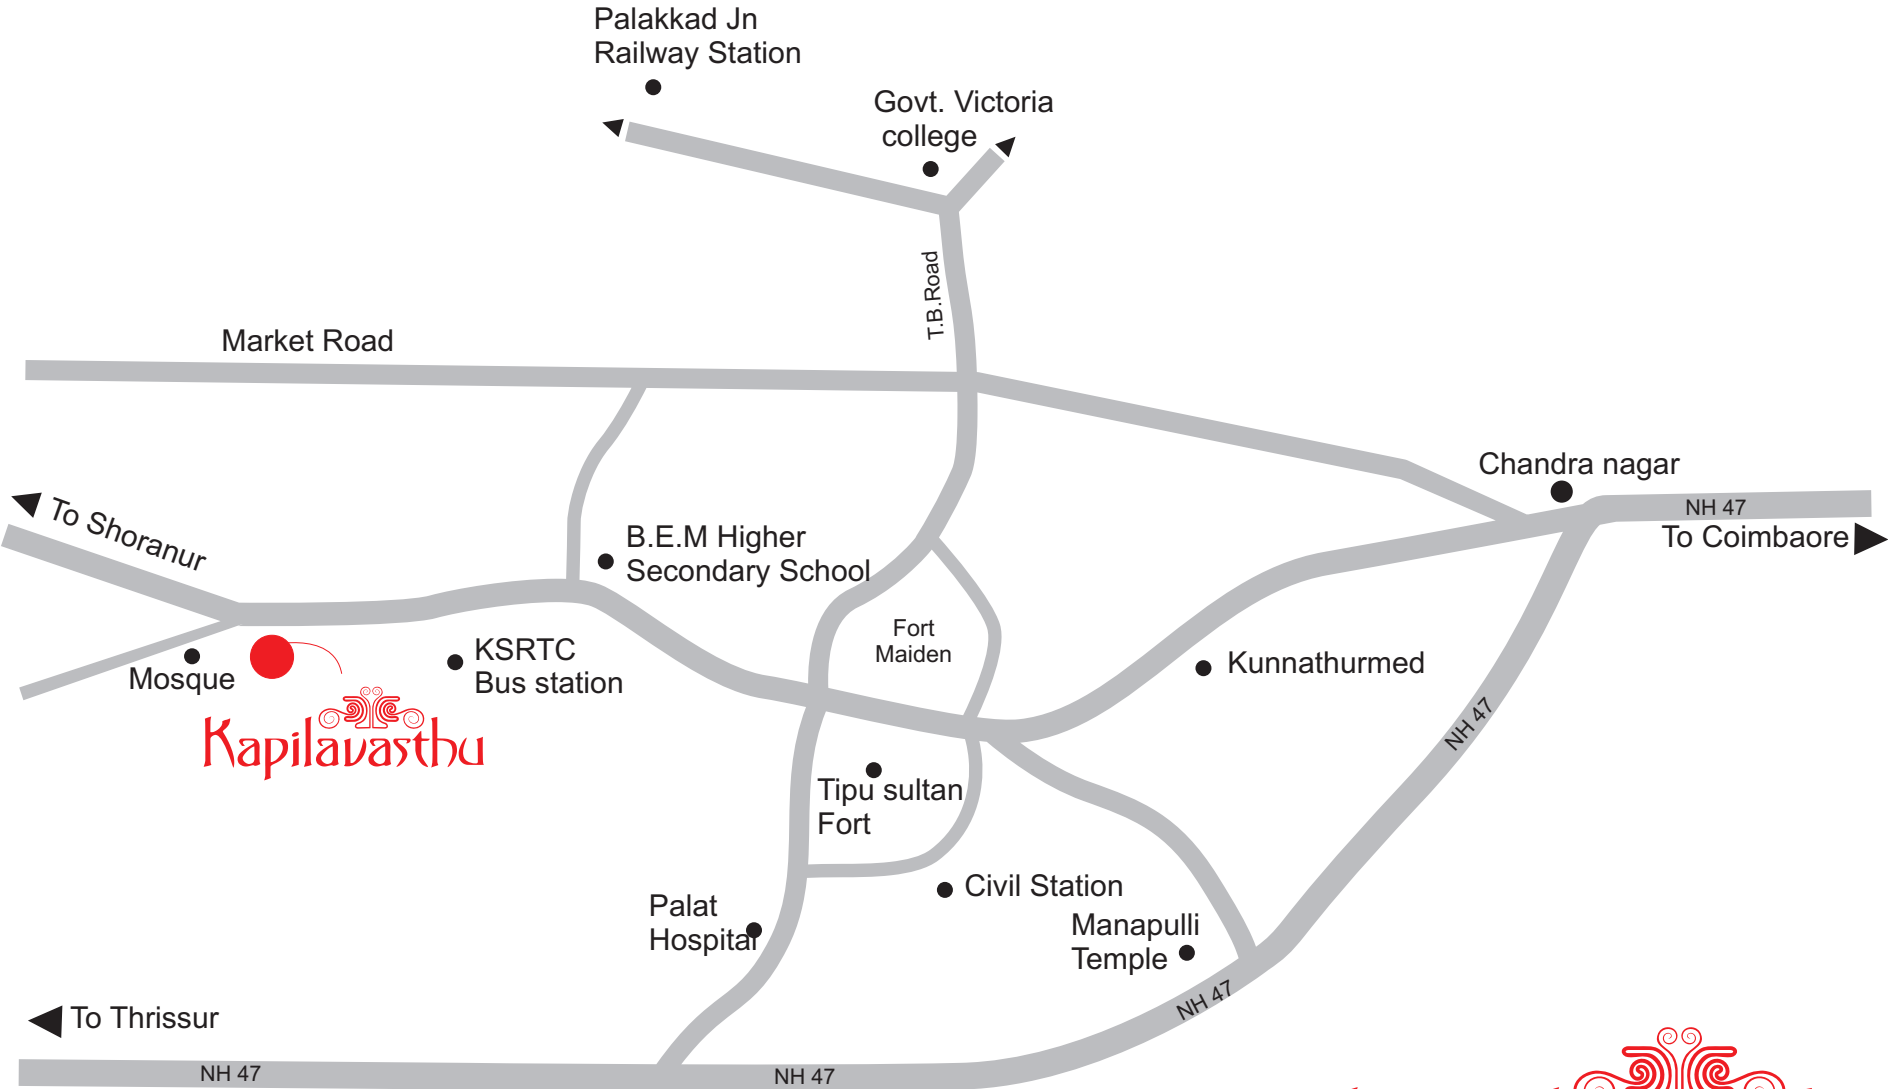 Palakkad Jn
Railway Station
Govt. Victoria
college
T.B.Road
Market Road
Chandra nagar
NH 47
To Coimbaore
To Shoranur
B.E.M Higher
Secondary School
Fort
Maiden
KSRTC
Bus station
Mosque
Kunnathurmed
Kapilavasthu
NH 47
Tipu sultan
Fort
Civil Station
Palat
Hospital
Manapulli
Temple
NH 47
To Thrissur
NH 47
NH 47